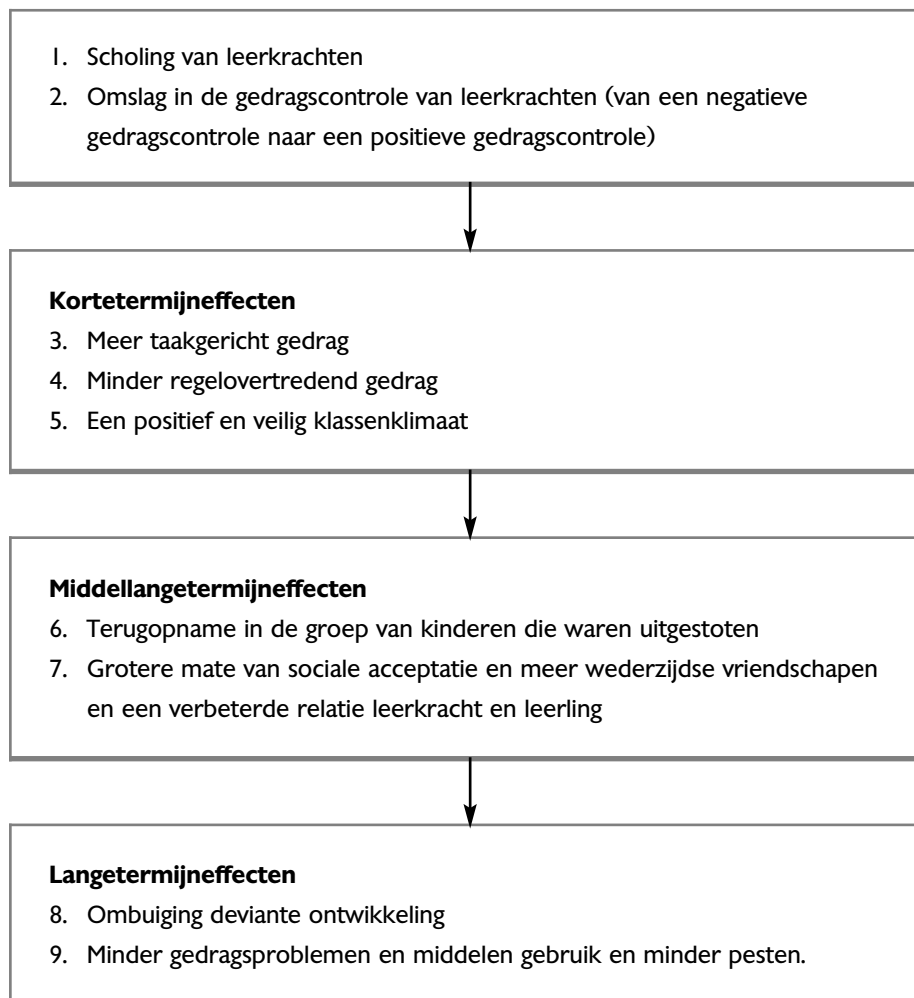 1. Scholing van leerkrachten
2. Omslag in de gedragscontrole van leerkrachten (van een negatieve
gedragscontrole naar een positieve gedragscontrole)
Kortetermijneffecten
3. Meer taakgericht gedrag
4. Minder regelovertredend gedrag
5. Een positief en veilig klassenklimaat
Middellangetermijneffecten
6. Terugopname in de groep van kinderen die waren uitgestoten
7. Grotere mate van sociale acceptatie en meer wederzijdse vriendschapen
en een verbeterde relatie leerkracht en leerling
Langetermijneffecten
8. Ombuiging deviante ontwikkeling
9. Minder gedragsproblemen en middelen gebruik en minder pesten.